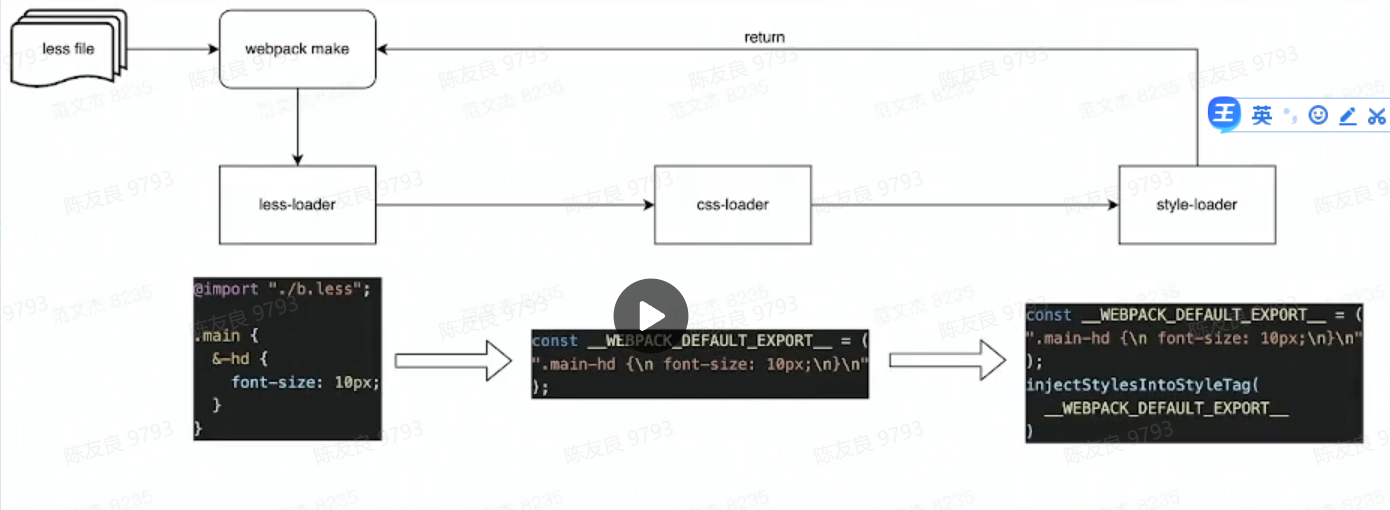 less file
webpack make
return
王 英
less-loader
css-loader
style-loader
@import "./b.less";
.main {
&-hd {
font-size: 10px;
}
}
const __WEBPACK_DEFAULT_EXPORT__ = (
".main-hd {\n font-size: 10px;\n}\n"
);
const __WEBPACK_DEFAULT_EXPORT__ = (
".main-hd {\n font-size: 10px;\n}\n"
);
injectStylesIntoStyleTag(
__WEBPACK_DEFAULT_EXPORT__
)
陈友良 9793
范文杰 8235